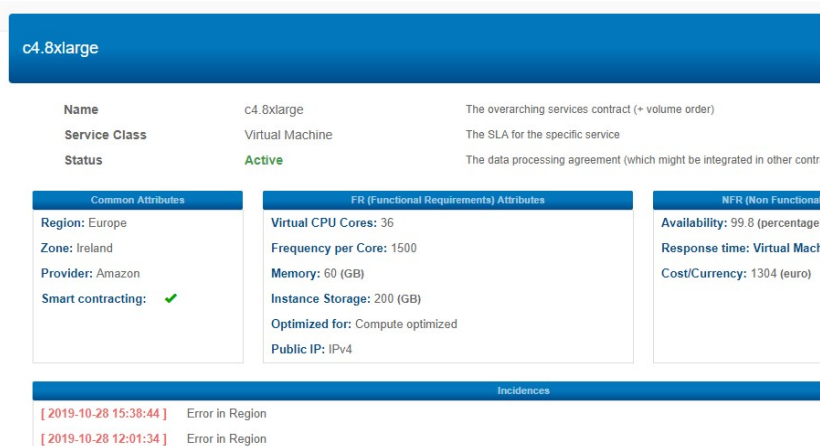 c4.8xlarge
Name c4.8xlarge The overarching services contract (+ volume order)
Service Class Virtual Machine The SLA for the specific service
Status Active The data processing agreement (which might be integrated in other contr
Common Attributes
Region: Europe
Zone: Ireland
Provider: Amazon
Smart contracting:
FR (Functional Requirements) Attributes
Virtual CPU Cores: 36
Frequency per Core: 1500
Memory: 60 (GB)
Instance Storage: 200 (GB)
Optimized for: Compute optimized
Public IP: IPv4
NFR (Non Functional
Availability: 99.8 (percentage
Response time: Virtual Mach
Cost/Currency: 1304 (euro)
Incidences
[ 2019-10-28 15:38:44 ] Error in Region
[ 2019-10-28 12:01:34 ] Error in Region